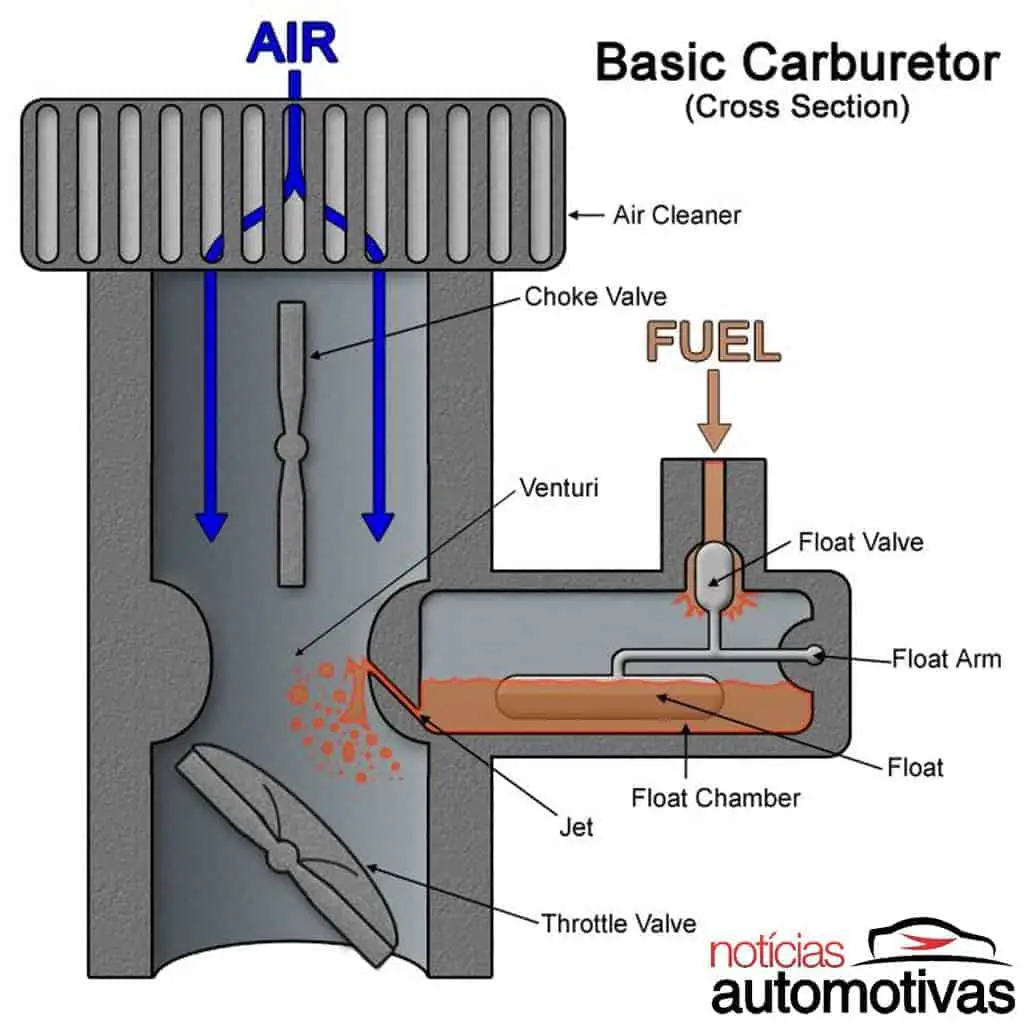 AIR
Basic Carburetor
(Cross Section)
Air Cleaner
Choke Valve
FUEL
Venturi
Float Valve
Float Arm
Float
Float Chamber
Jet
Throttle Valve
notícias
automotivas